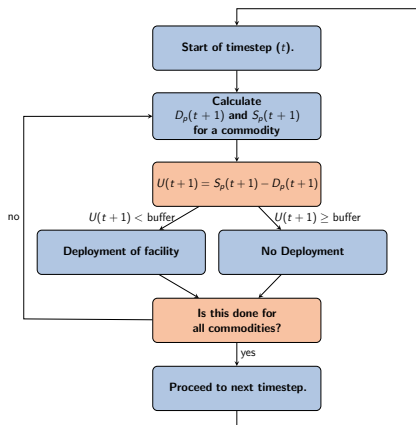 Start of timestep (t).
Calculate
D_p(t + 1) and S_p(t + 1)
for a commodity
U(t + 1) = S_p(t + 1) − D_p(t + 1)
no
U(t + 1) < buffer
U(t + 1) ≥ buffer
Deployment of facility
No Deployment
Is this done for
all commodities?
yes
Proceed to next timestep.